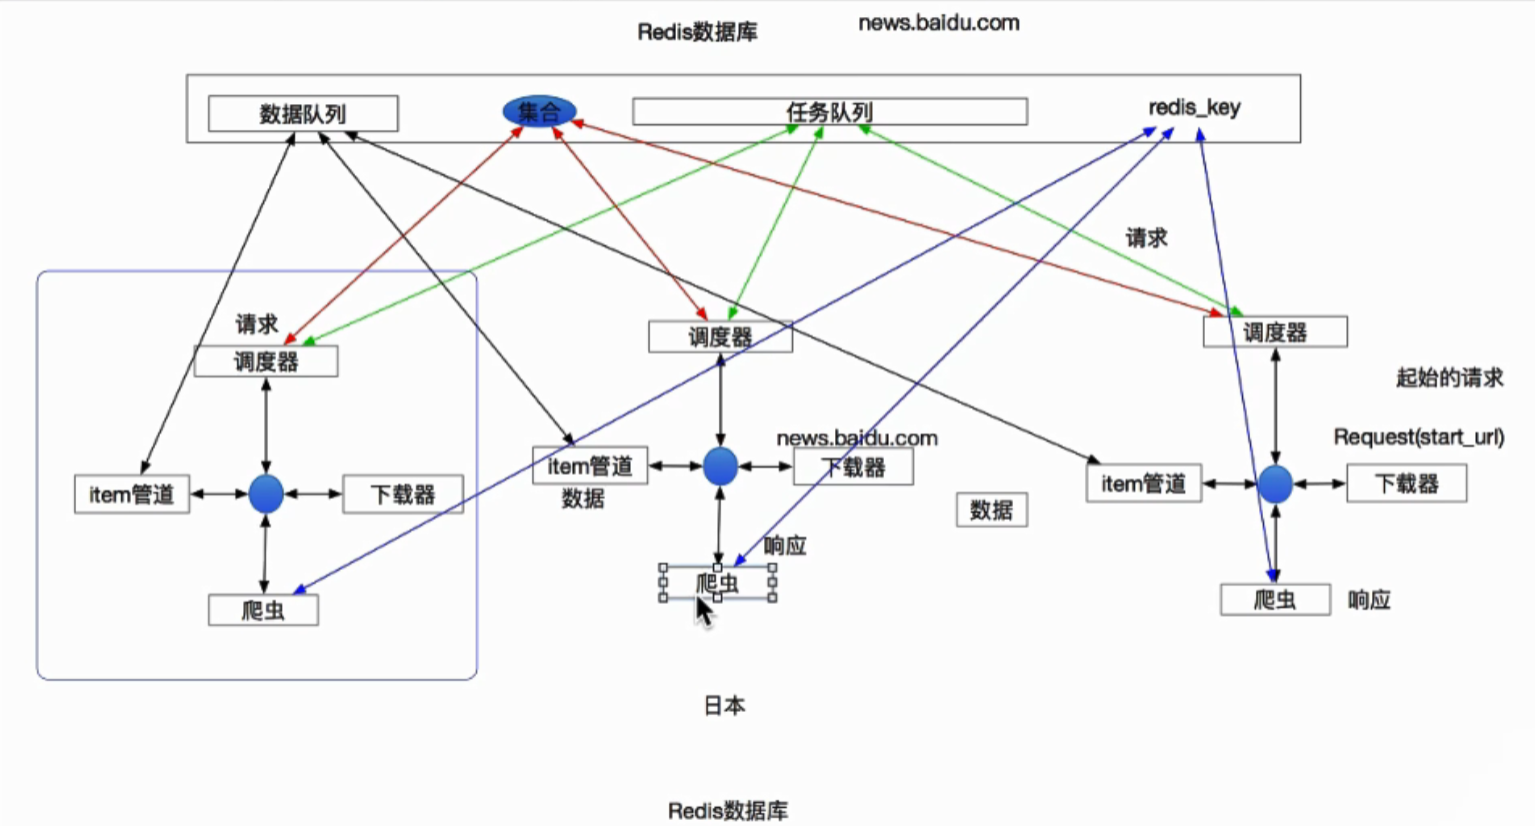 Redis数据库
news.baidu.com
数据队列
集合
任务队列
redis_key
请求
请求
调度器
调度器
调度器
起始的请求
Request(start_url)
news.baidu.com
item管道
下载器
item管道
下载器
item管道
下载器
数据
数据
响应
爬虫
爬虫
爬虫
响应
日本
Redis数据库